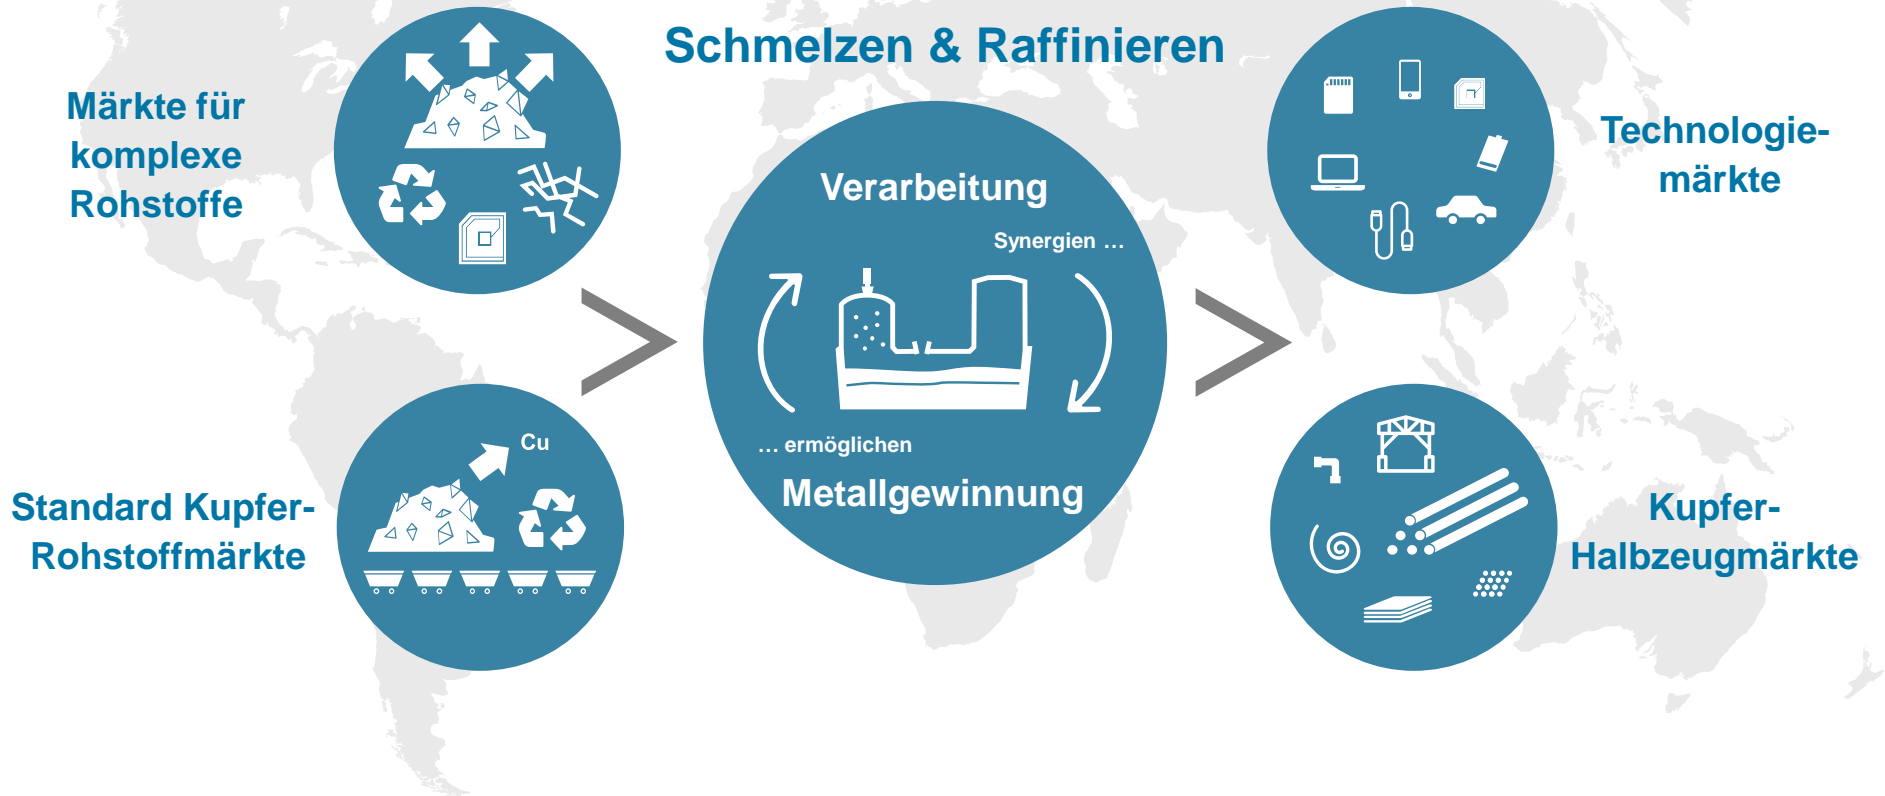 Schmelzen & Raffinieren
Märkte für
komplexe
Rohstoffe
Standard Kupfer-
Rohstoffmärkte
Cu
Verarbeitung
Synergien …
… ermöglichen
Metallgewinnung
Technologie-
märkte
Kupfer-
Halbzeugmärkte